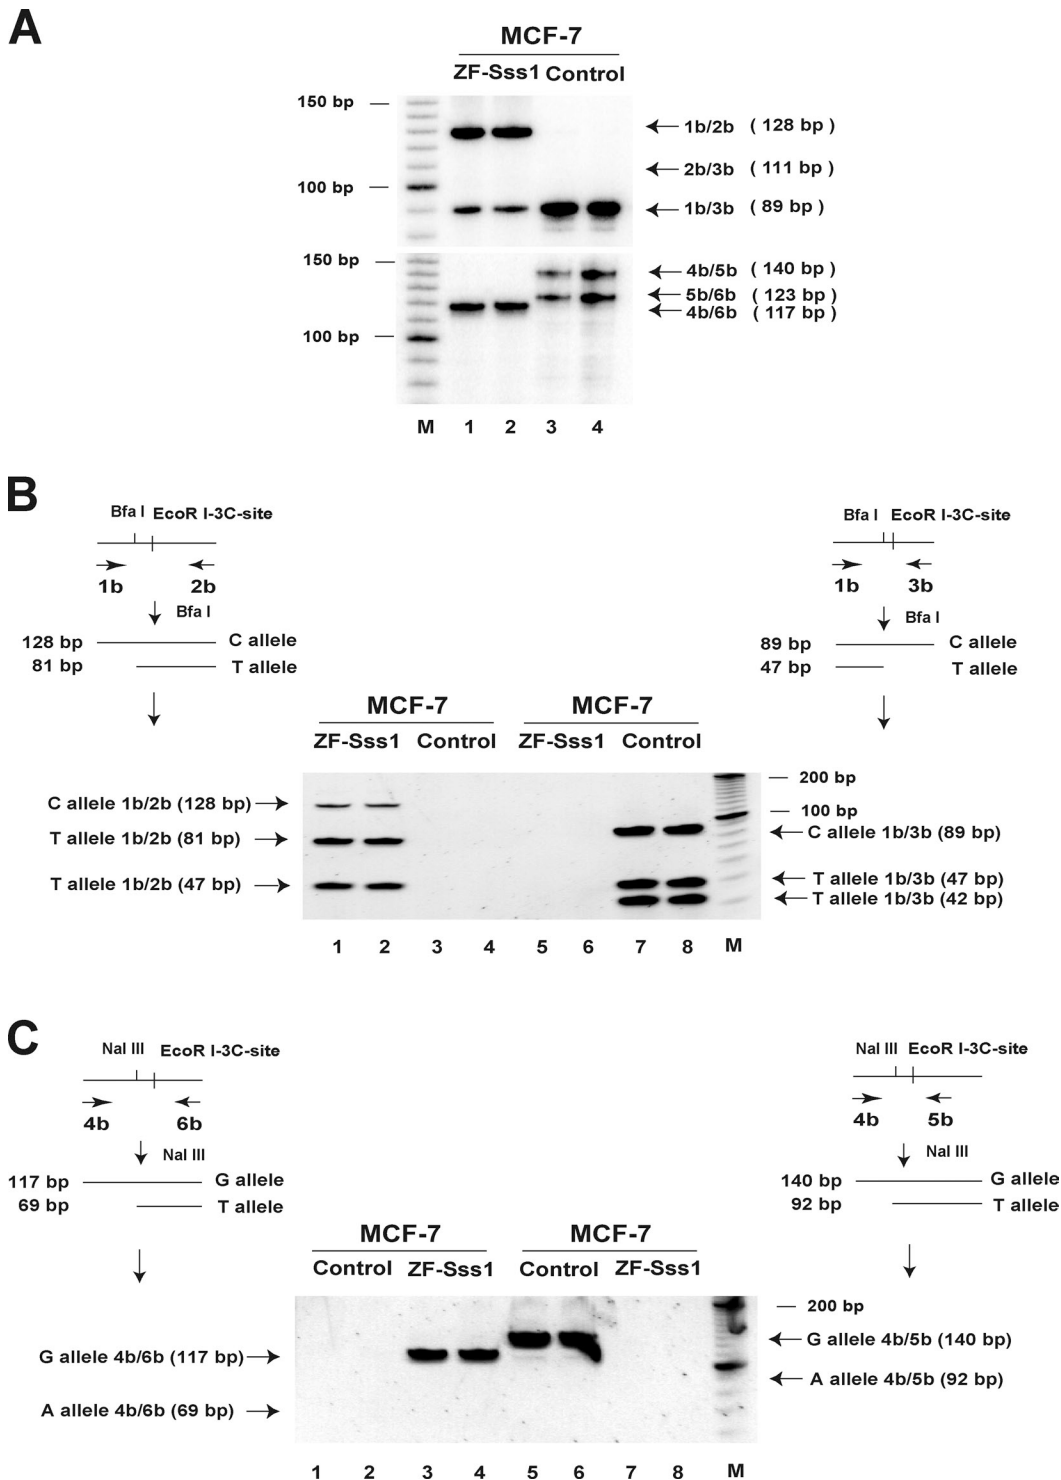 A
MCF-7
ZF-Sss1 Control
150 bp
1b/2b ( 128 bp )
2b/3b ( 111 bp )
100 bp
1b/3b ( 89 bp )
150 bp
4b/5b ( 140 bp )
5b/6b ( 123 bp )
4b/6b ( 117 bp )
100 bp
M 1 2 3 4
B
Bfa I EcoR I-3C-site
1b 2b
Bfa I
128 bp C allele
81 bp T allele
Bfa I EcoR I-3C-site
1b 3b
Bfa I
89 bp C allele
47 bp T allele
MCF-7 MCF-7
ZF-Sss1 Control ZF-Sss1 Control
200 bp
100 bp
C allele 1b/2b (128 bp)
T allele 1b/2b (81 bp)
T allele 1b/2b (47 bp)
C allele 1b/3b (89 bp)
T allele 1b/3b (47 bp)
T allele 1b/3b (42 bp)
1 2 3 4 5 6 7 8 M
C
Nal III EcoR I-3C-site
4b 6b
Nal III
117 bp G allele
69 bp T allele
Nal III EcoR I-3C-site
4b 5b
Nal III
140 bp G allele
92 bp T allele
MCF-7 MCF-7
Control ZF-Sss1 Control ZF-Sss1
200 bp
G allele 4b/6b (117 bp)
A allele 4b/6b (69 bp)
G allele 4b/5b (140 bp)
A allele 4b/5b (92 bp)
1 2 3 4 5 6 7 8 M